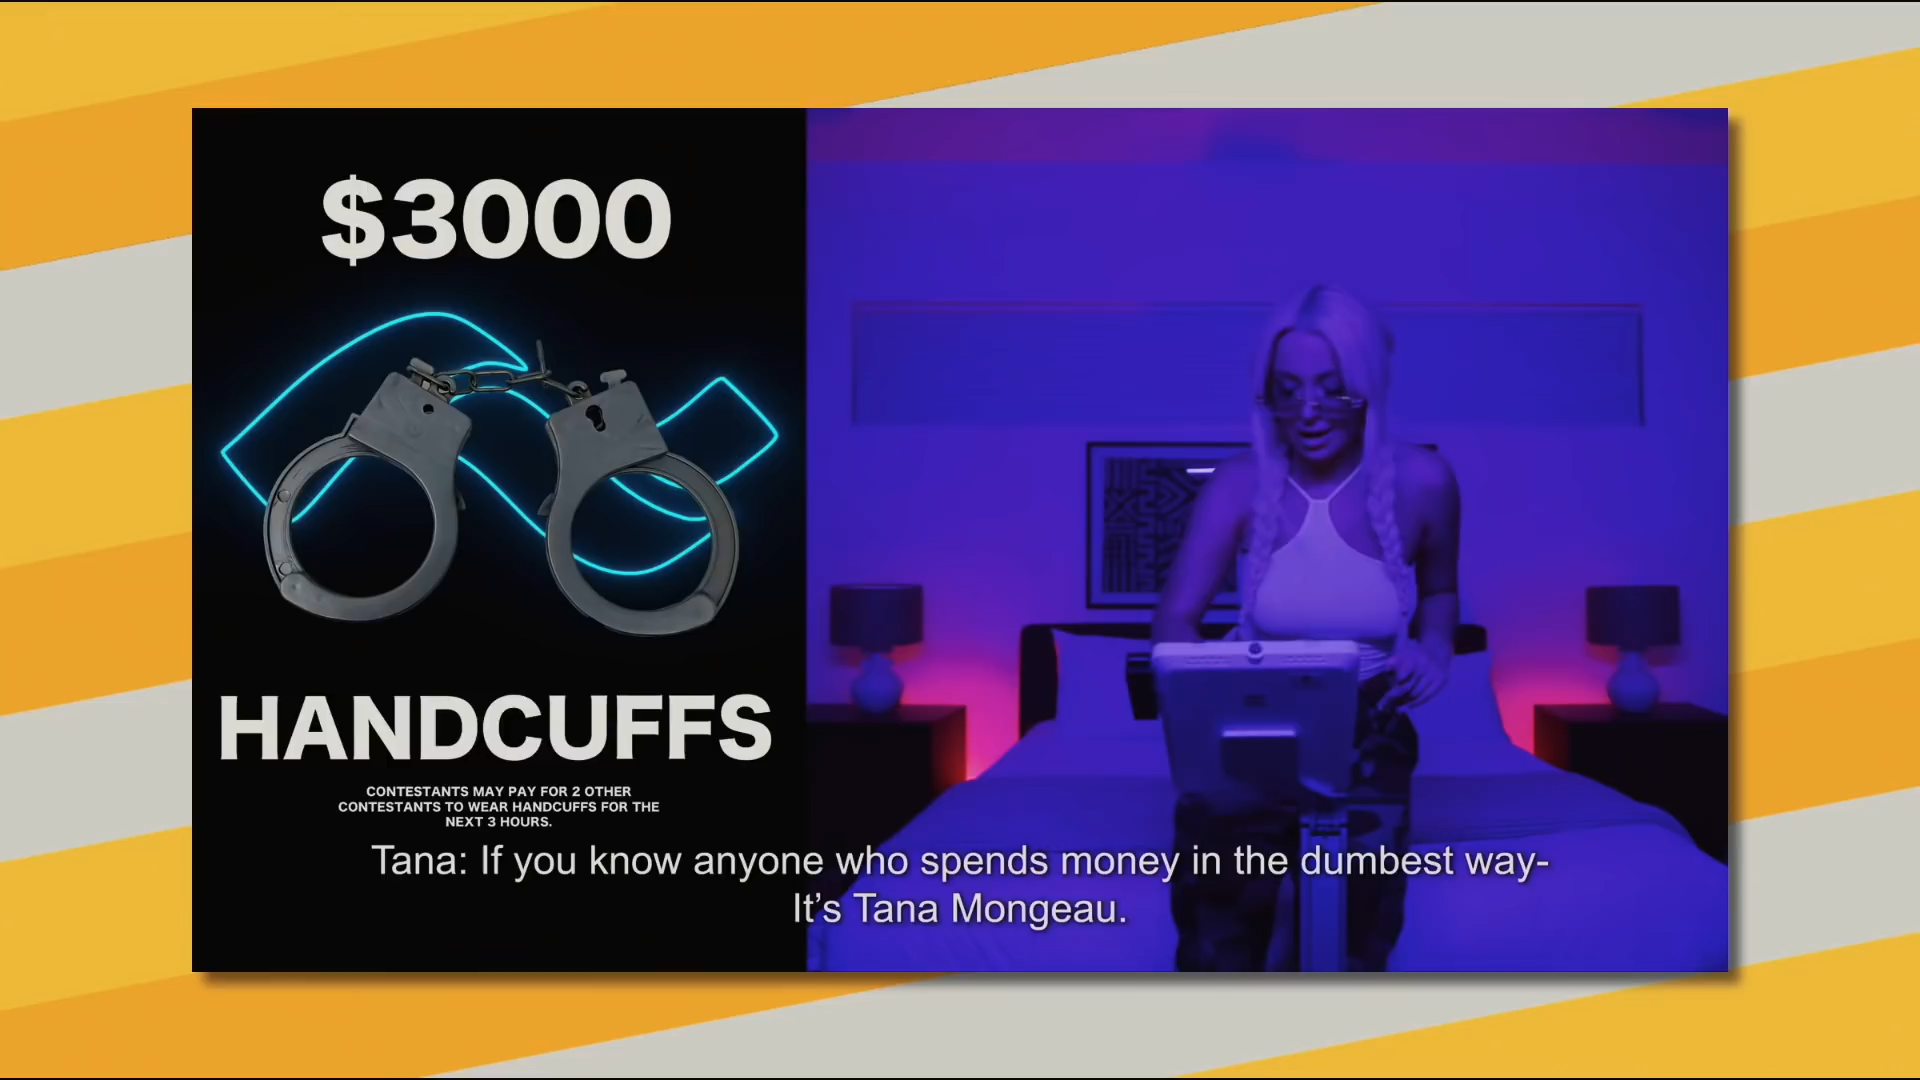 $3000
HANDCUFFS
CONTESTANTS MAY PAY FOR 2 OTHER
CONTESTANTS TO WEAR HANDCUFFS FOR THE
NEXT 3 HOURS.
Tana: If you know anyone who spends money in the dumbest way-
It’s Tana Mongeau.